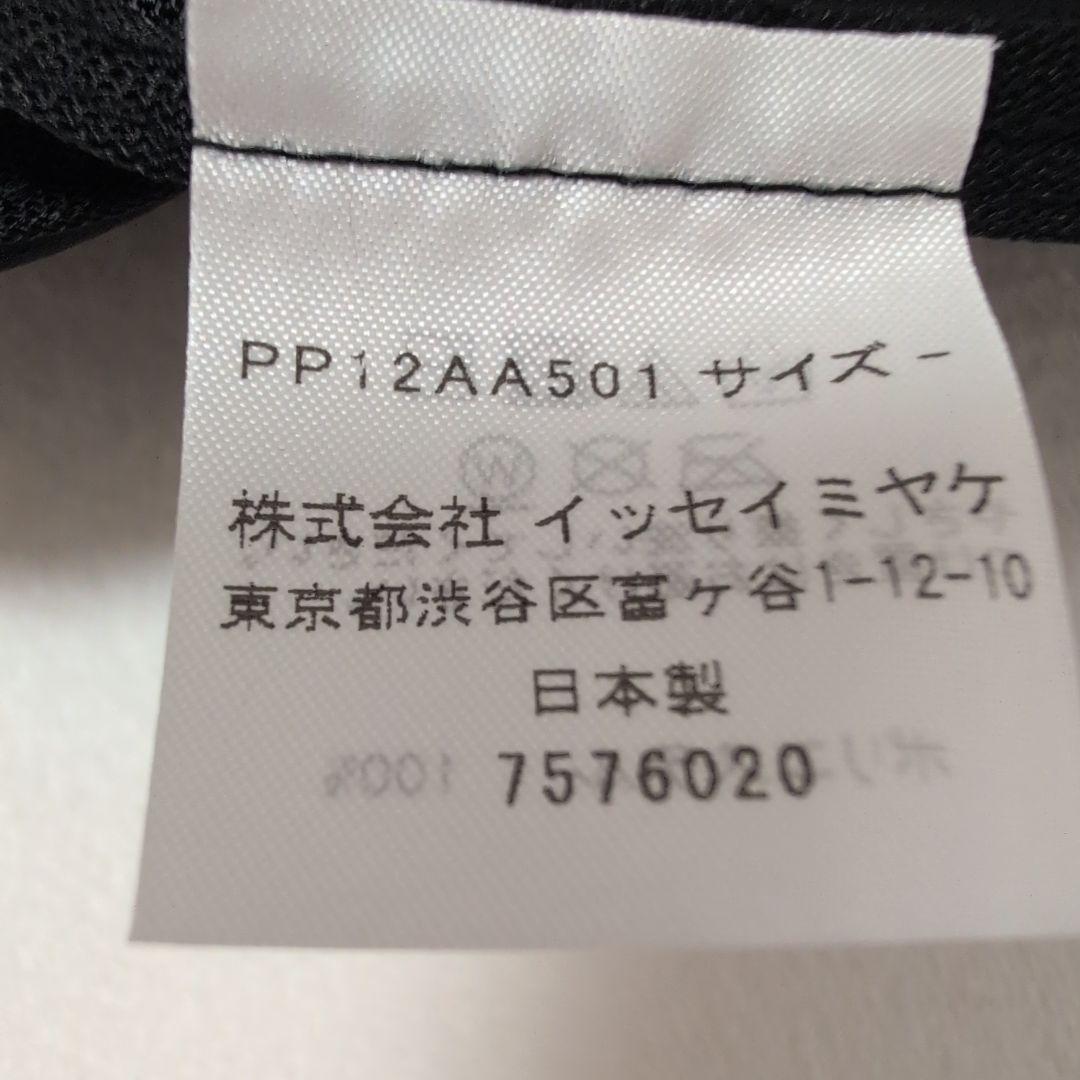 PP12AA501 サイズ -
株式会社 イッセイミヤケ
東京都渋谷区富ヶ谷1-12-10
日本製
7576020